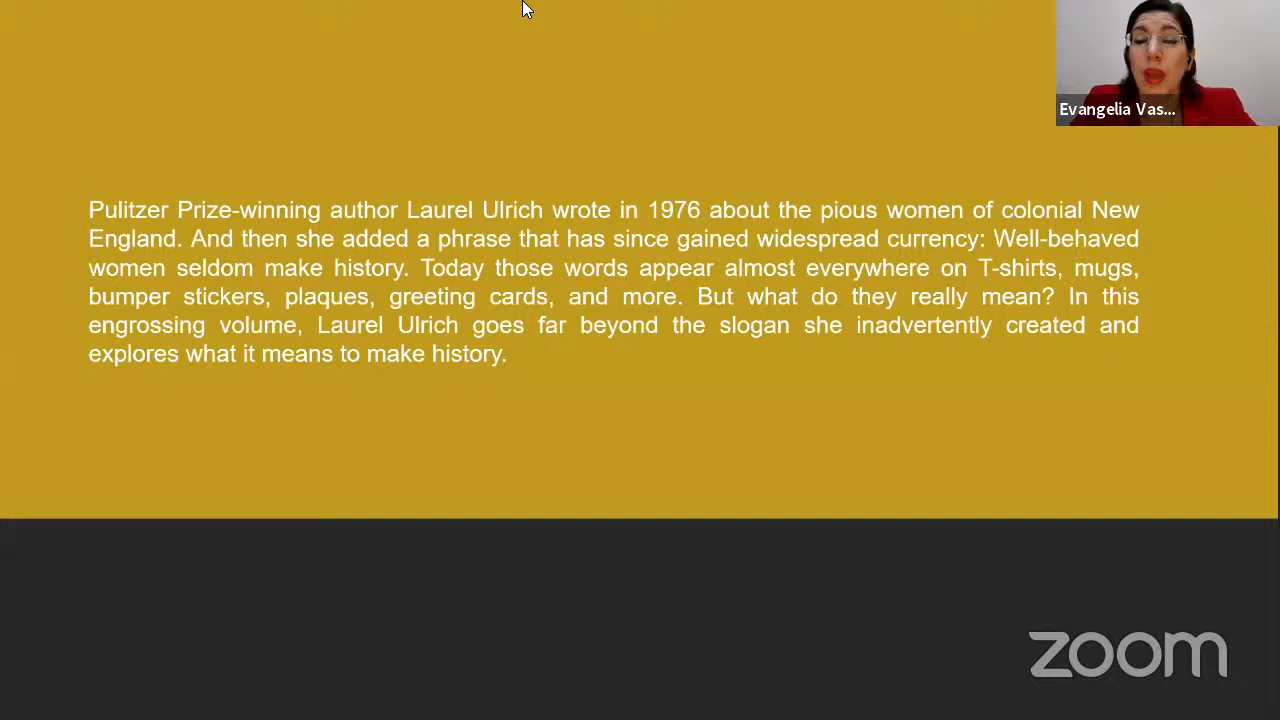 Evangelia Vas...
Pulitzer Prize-winning author Laurel Ulrich wrote in 1976 about the pious women of colonial New
England. And then she added a phrase that has since gained widespread currency: Well-behaved
women seldom make history. Today those words appear almost everywhere on T-shirts, mugs,
bumper stickers, plaques, greeting cards, and more. But what do they really mean? In this
engrossing volume, Laurel Ulrich goes far beyond the slogan she inadvertently created and
explores what it means to make history.
zoom